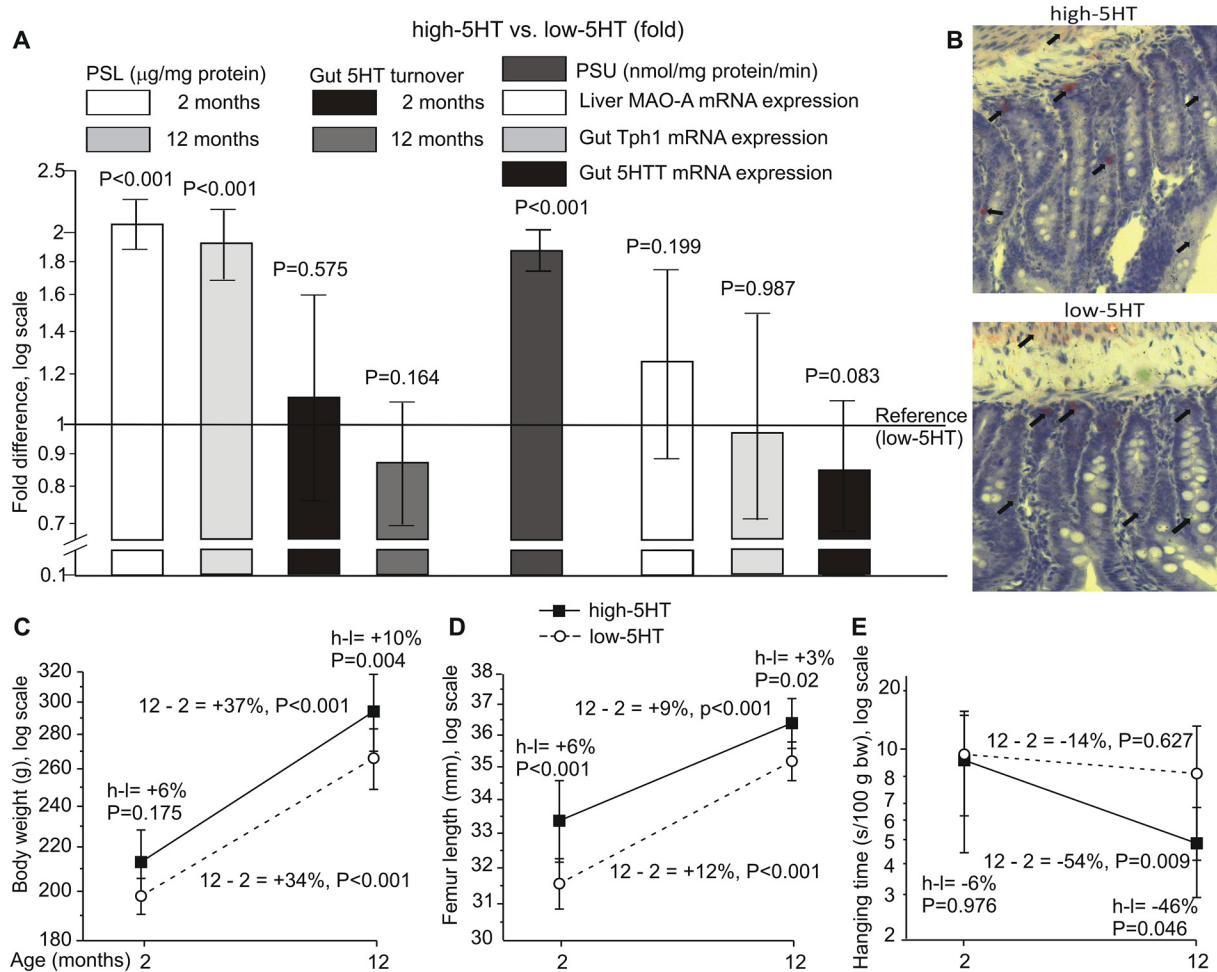 A
high-5HT vs. low-5HT (fold)
PSL (µg/mg protein)
2 months
12 months
Gut 5HT turnover
2 months
12 months
PSU (nmol/mg protein/min)
Liver MAO-A mRNA expression
Gut Tph1 mRNA expression
Gut 5HTT mRNA expression
Fold difference, log scale
2.5
2
1.8
1.6
1.4
1.2
1
0.9
0.8
0.7
0.1
P<0.001
P<0.001
P=0.575
P=0.164
P<0.001
P=0.199
P=0.987
P=0.083
Reference
(low-5HT)
B
high-5HT
low-5HT
high-5HT
low-5HT
C
Body weight (g), log scale
320
300
280
260
240
220
200
180
h-l= +10%
P=0.004
12 - 2 = +37%, P<0.001
h-l= +6%
P=0.175
12 - 2 = +34%, P<0.001
Age (months)
2
12
D
Femur length (mm), log scale
38
37
36
35
34
33
32
31
30
h-l= +3%
P=0.02
12 - 2 = +9%, p<0.001
h-l= +6%
P<0.001
12 - 2 = +12%, P<0.001
2
12
E
Hanging time (s/100 g bw), log scale
20
10
8
6
5
4
3
2
12 - 2 = -14%, P=0.627
12 - 2 = -54%, P=0.009
h-l= -6%
P=0.976
h-l= -46%
P=0.046
2
12